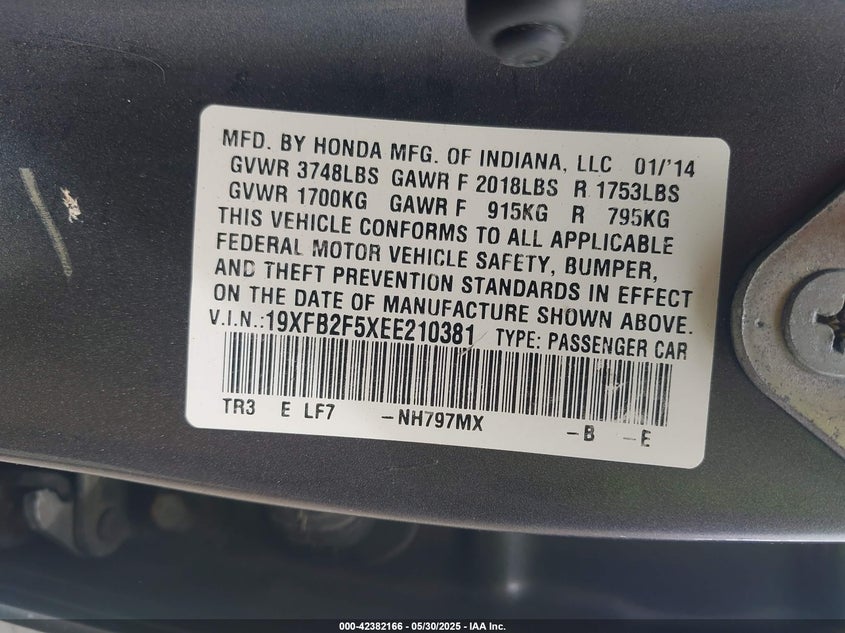 MFD. BY HONDA MFG. OF INDIANA, LLC 01/'14
GVWR 3748LBS GAWR F 2018LBS R 1753LBS
GVWR 1700KG GAWR F 915KG R 795KG
THIS VEHICLE CONFORMS TO ALL APPLICABLE
FEDERAL MOTOR VEHICLE SAFETY, BUMPER,
AND THEFT PREVENTION STANDARDS IN EFFECT
ON THE DATE OF MANUFACTURE SHOWN ABOVE.
V.I.N.:19XFB2F5XEE210381 TYPE: PASSENGER CAR
TR3 E LF7 -NH797MX -B -E
000-42382166 - 05/30/2025 - IAA Inc.